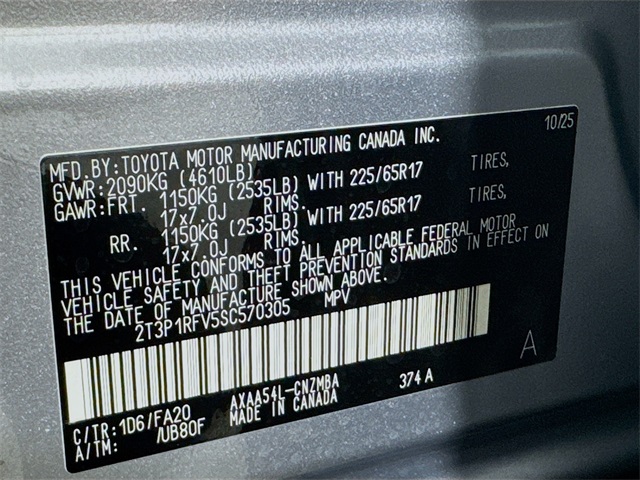 10/25
MFD.BY:TOYOTA MOTOR MANUFACTURING CANADA INC.
GVWR:2090KG (4610LB)
GAWR:FRT. 1150KG (2535LB) WITH 225/65R17 TIRES,
17x7.0J RIMS.
RR. 1150KG (2535LB) WITH 225/65R17 TIRES,
17x7.0J RIMS.
THIS VEHICLE CONFORMS TO ALL APPLICABLE FEDERAL MOTOR
VEHICLE SAFETY AND THEFT PREVENTION STANDARDS IN EFFECT ON
THE DATE OF MANUFACTURE SHOWN ABOVE.
2T3P1RFV5SC570305 MPV
A
C/TR:1D6/FA20 AXAA54L-CNZMBA 374A
A/TM: /UB80F MADE IN CANADA